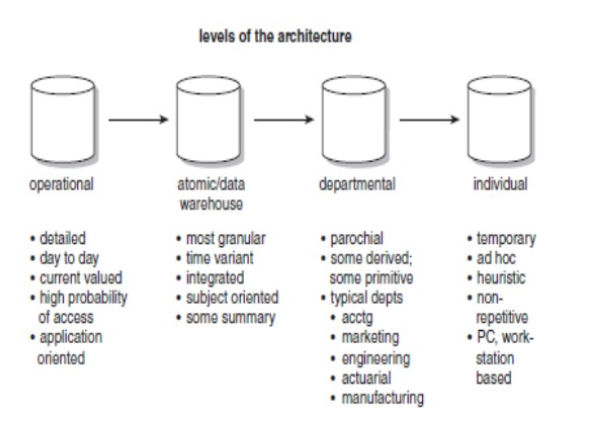 levels of the architecture
operational
atomic/data
warehouse
departmental
individual
• detailed
• day to day
• current valued
• high probability
of access
• application
oriented
• most granular
• time variant
• integrated
• subject oriented
• some summary
• parochial
• some derived;
some primitive
• typical depts
• acctg
• marketing
• engineering
• actuarial
• manufacturing
• temporary
• ad hoc
• heuristic
• non-
repetitive
• PC, work-
station
based